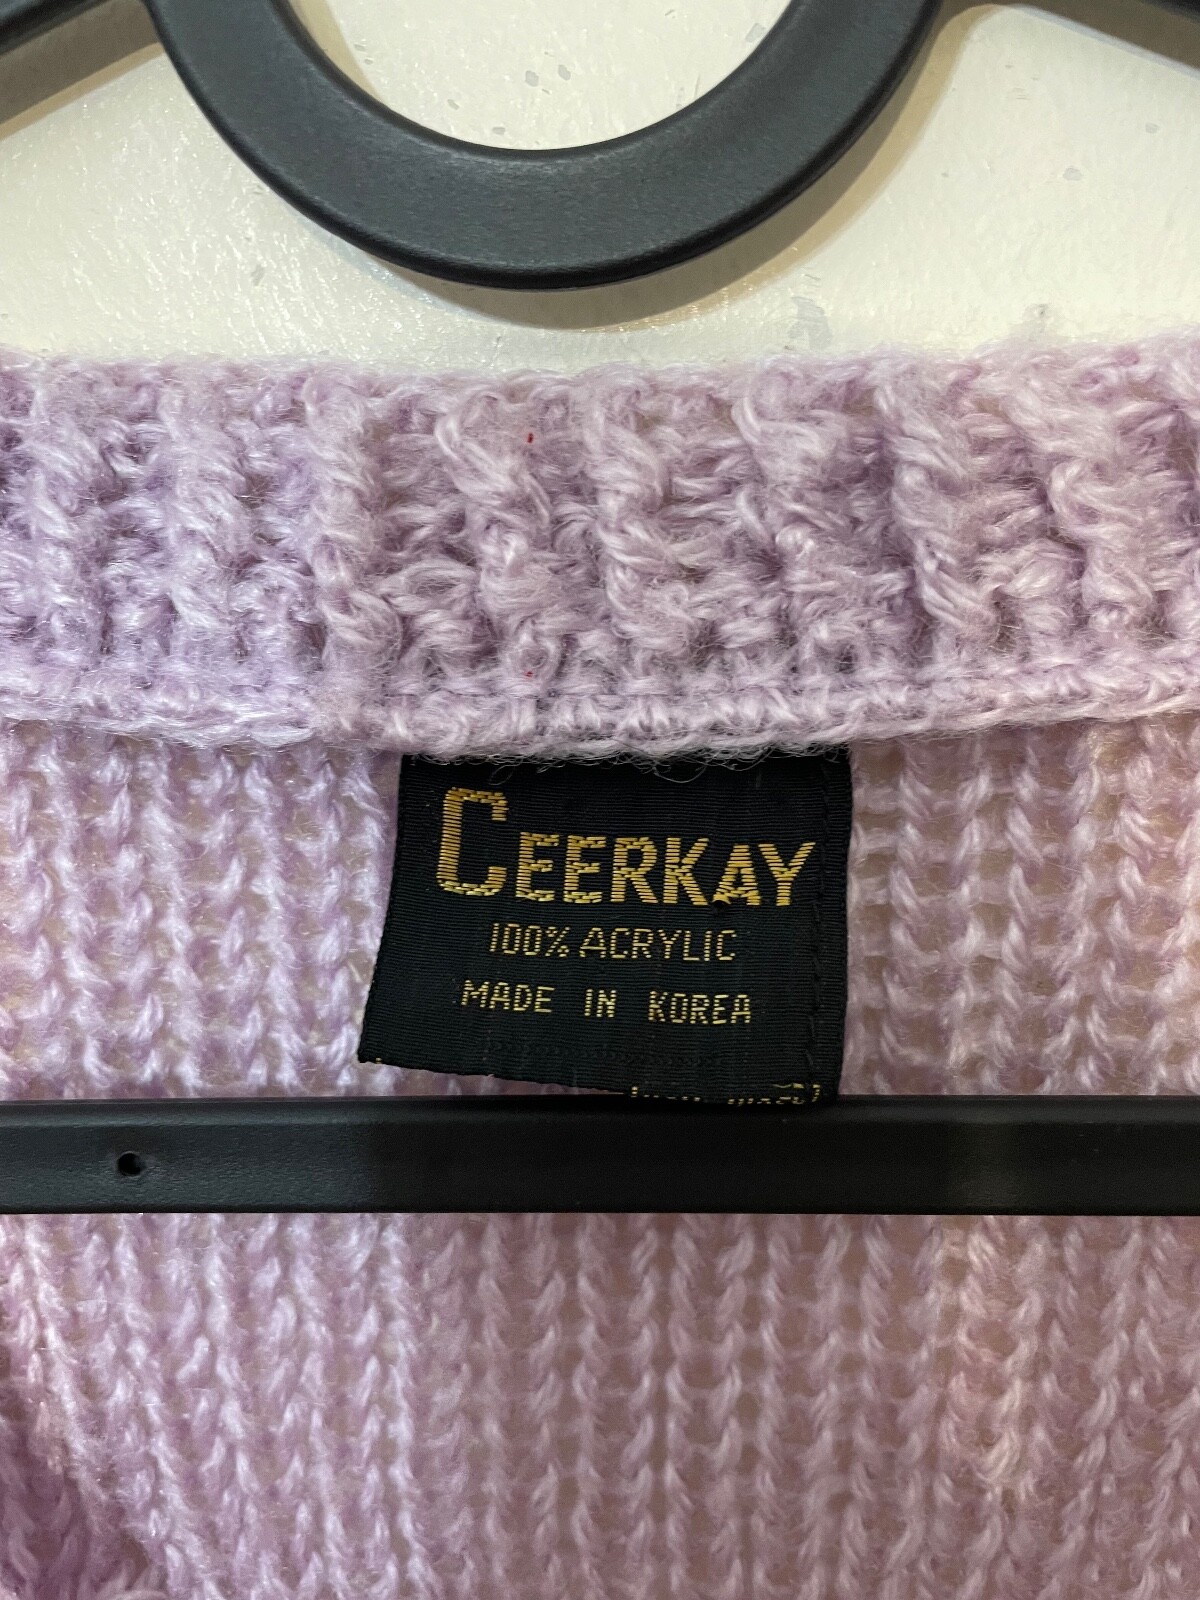 CEERKAY
100% ACRYLIC
MADE IN KOREA